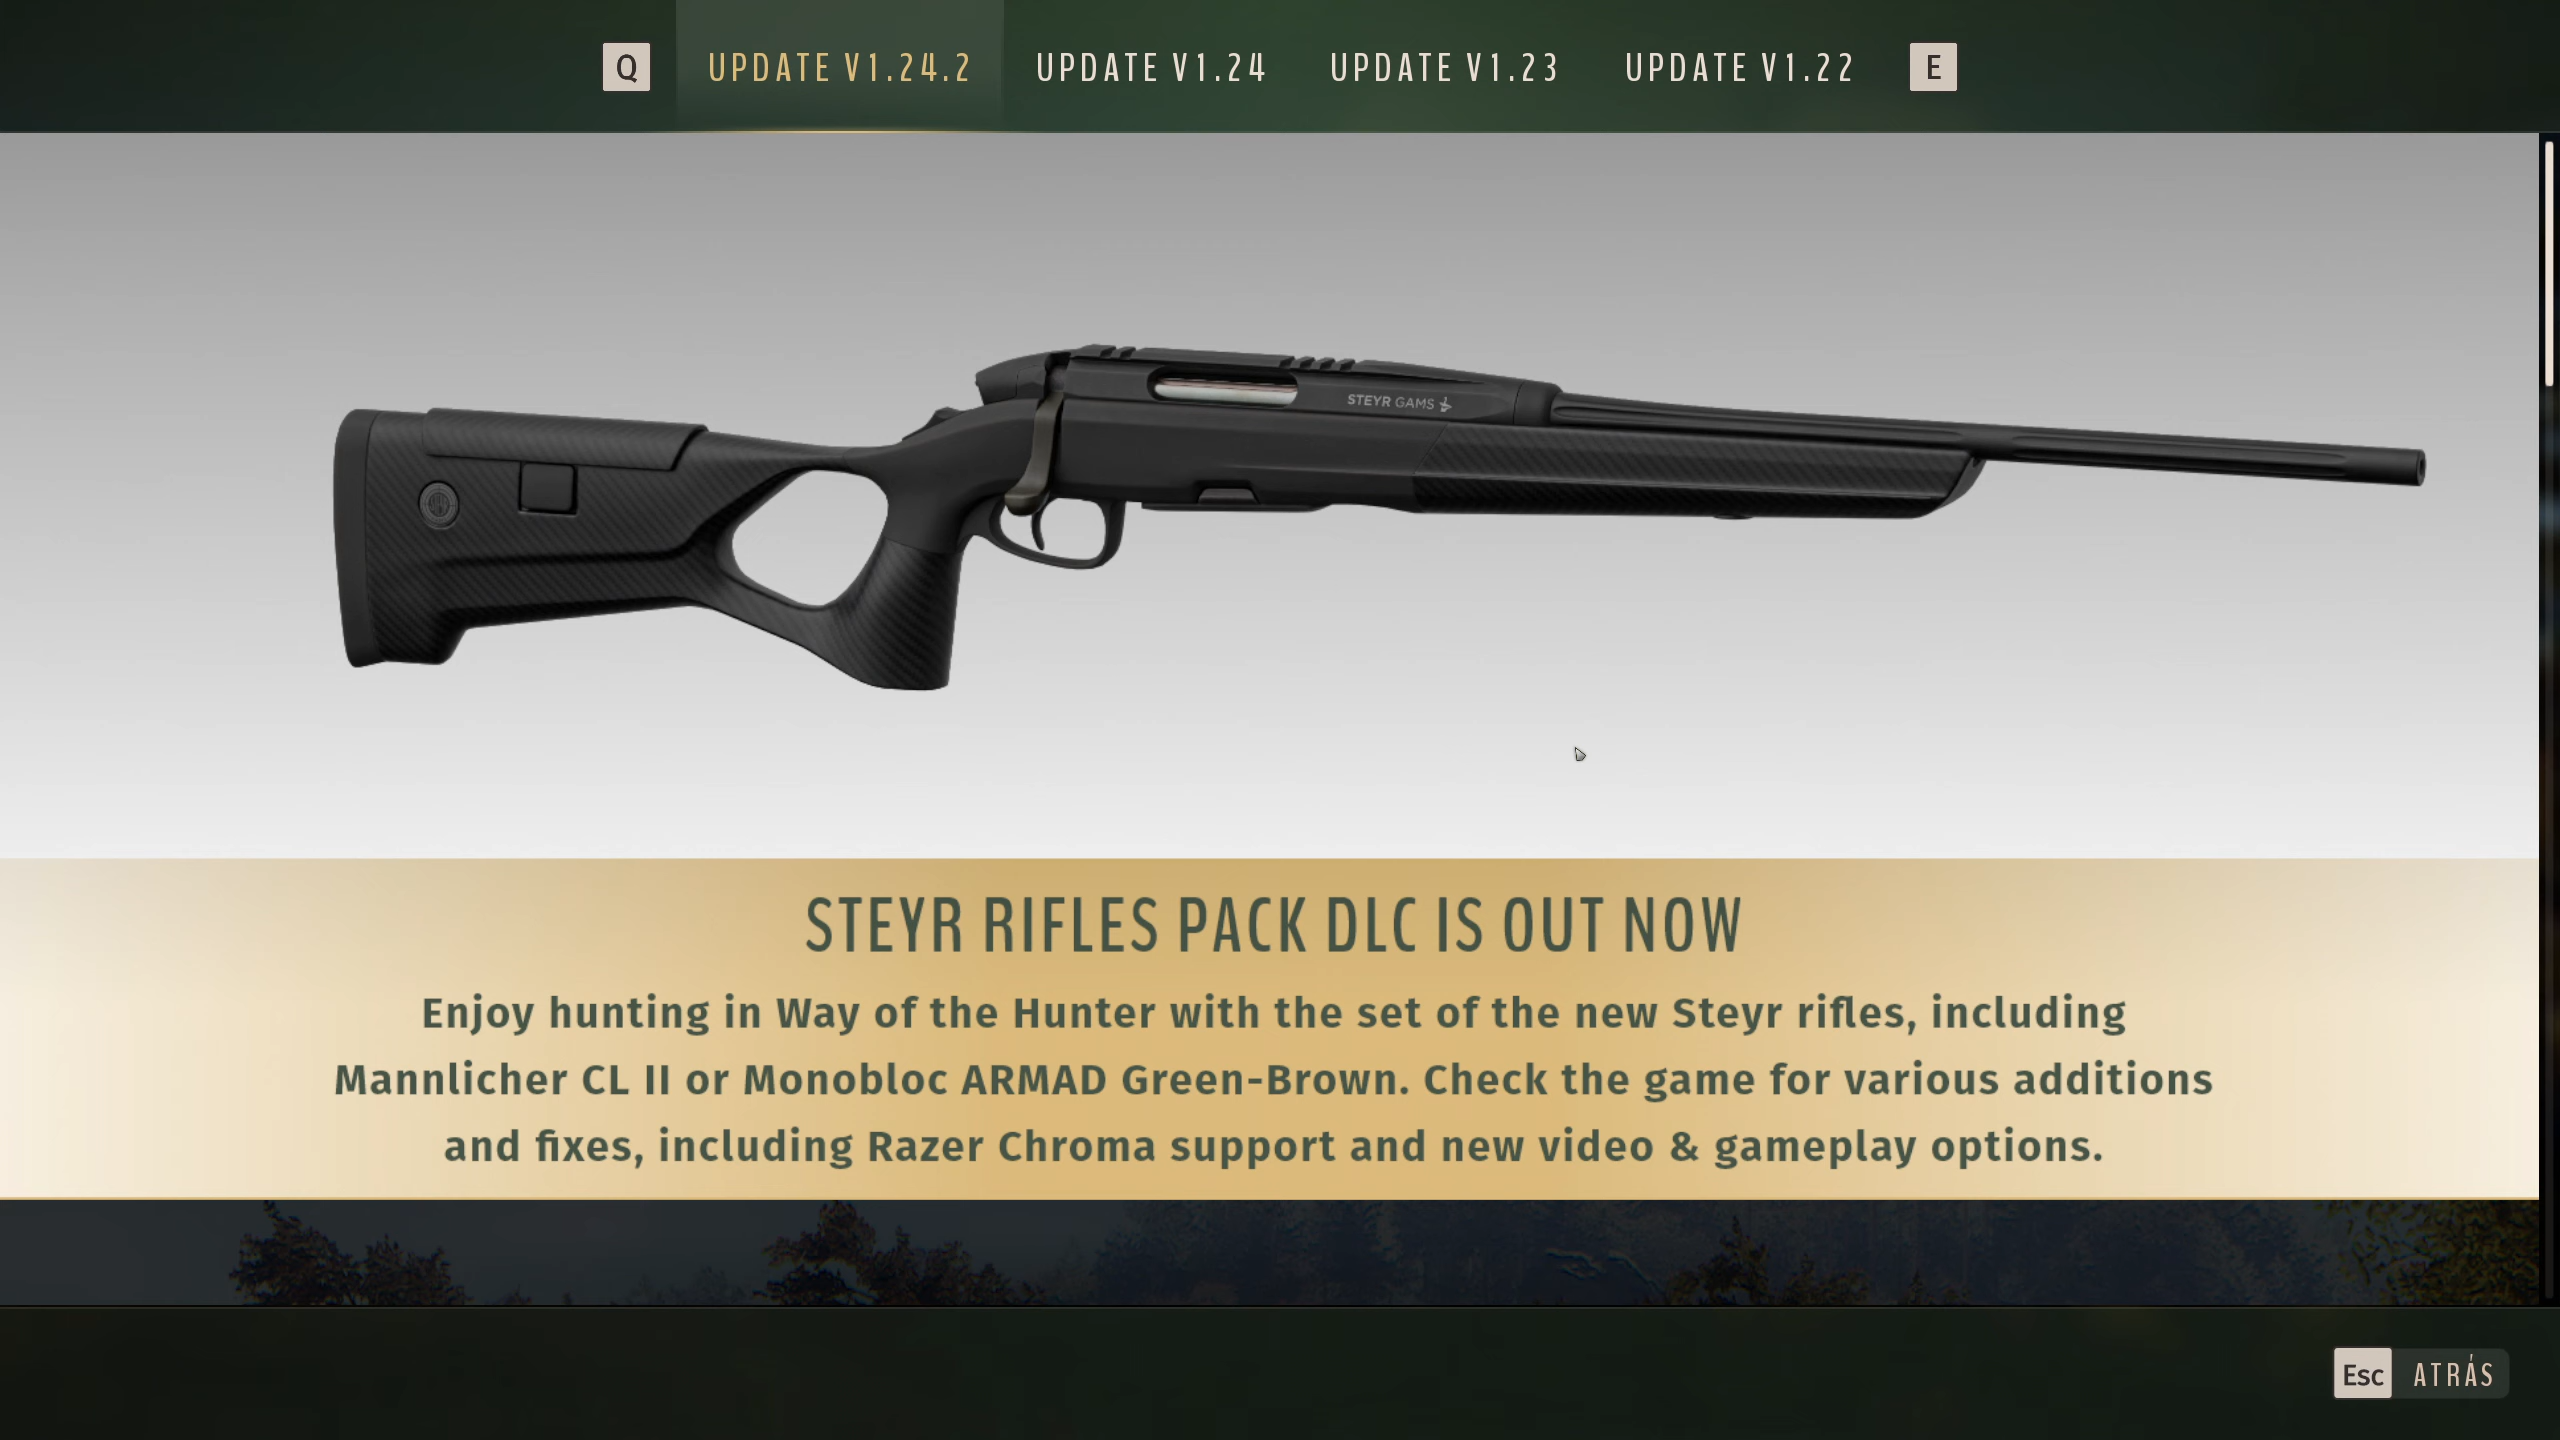 Q UPDATE V1.24.2 UPDATE V1.24 UPDATE V1.23 UPDATE V1.22 E
STEYR GAMS
STEYR RIFLES PACK DLC IS OUT NOW
Enjoy hunting in Way of the Hunter with the set of the new Steyr rifles, including
Mannlicher CL II or Monobloc ARMAD Green-Brown. Check the game for various additions
and fixes, including Razer Chroma support and new video & gameplay options.
Esc ATRÁS